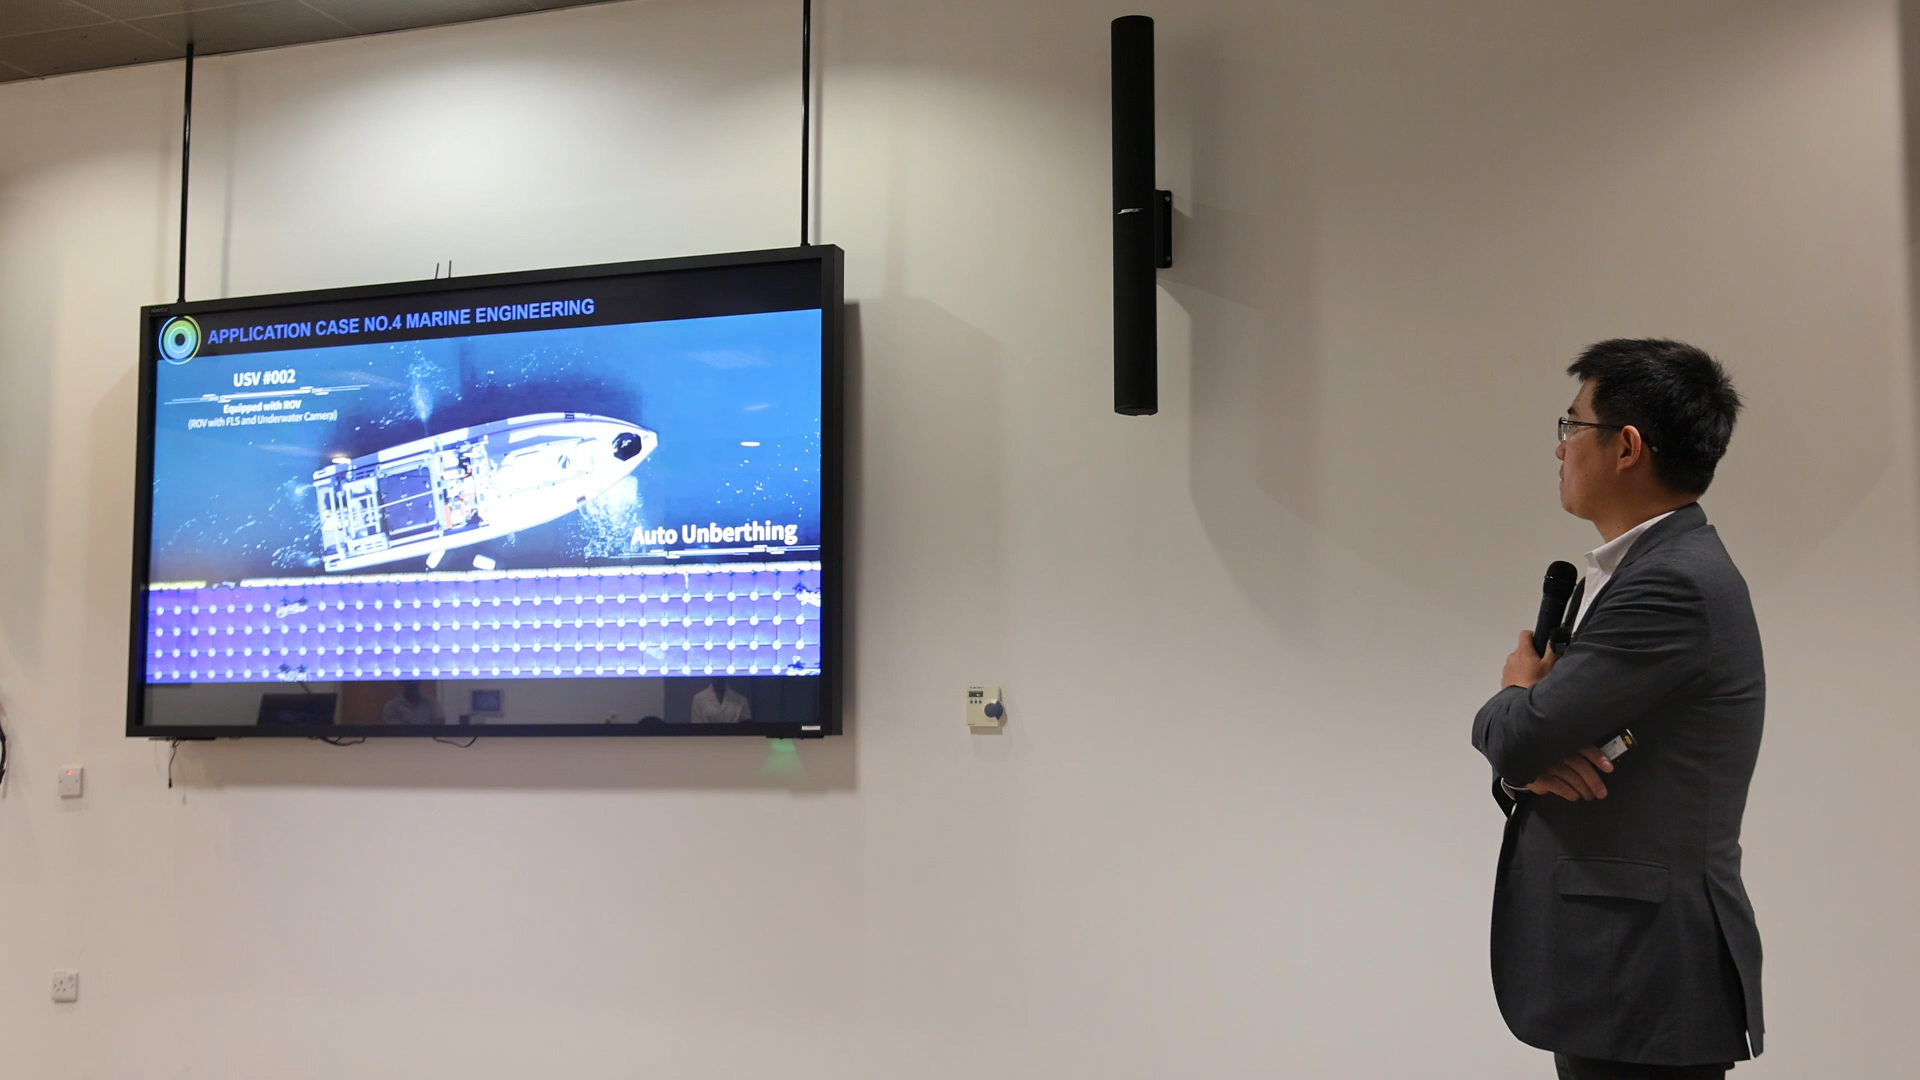 APPLICATION CASE NO.4 MARINE ENGINEERING
USV #002
Equipped with ROV
(ROV with FLS and Underwater Camera)
Auto Unberthing
BOSE